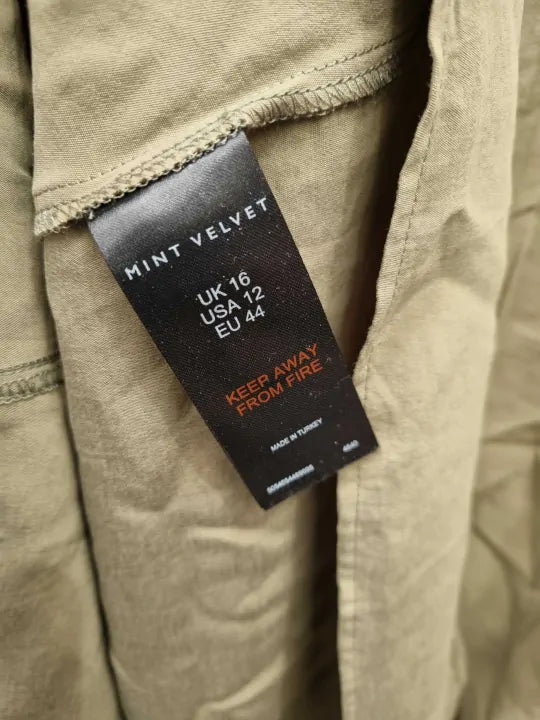 MINT VELVET
UK 16
USA 12
EU 44
KEEP AWAY
FROM FIRE
MADE IN TURKEY